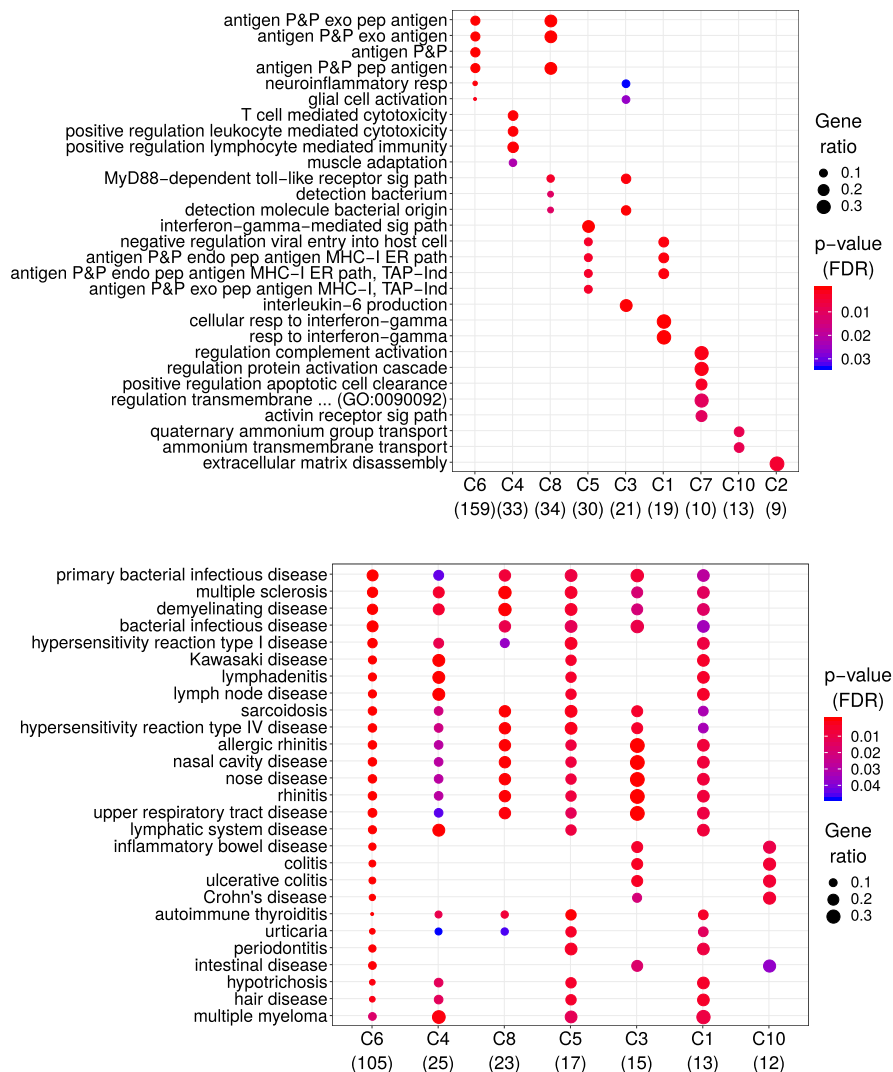 antigen P&P exo pep antigen
antigen P&P exo antigen
antigen P&P
antigen P&P pep antigen
neuroinflammatory resp
glial cell activation
T cell mediated cytotoxicity
positive regulation leukocyte mediated cytotoxicity
positive regulation lymphocyte mediated immunity
muscle adaptation
MyD88−dependent toll−like receptor sig path
detection bacterium
detection molecule bacterial origin
interferon−gamma−mediated sig path
negative regulation viral entry into host cell
antigen P&P endo pep antigen MHC−I ER path
antigen P&P endo pep antigen MHC−I ER path, TAP−Ind
antigen P&P exo pep antigen MHC−I, TAP−Ind
interleukin−6 production
cellular resp to interferon−gamma
resp to interferon−gamma
regulation complement activation
regulation protein activation cascade
positive regulation apoptotic cell clearance
regulation transmembrane ... (GO:0090092)
activin receptor sig path
quaternary ammonium group transport
ammonium transmembrane transport
extracellular matrix disassembly
C6 C4 C8 C5 C3 C1 C7 C10 C2
(159) (33) (34) (30) (21) (19) (10) (13) (9)
Gene
ratio
0.1
0.2
0.3
p−value
(FDR)
0.01
0.02
0.03
primary bacterial infectious disease
multiple sclerosis
demyelinating disease
bacterial infectious disease
hypersensitivity reaction type I disease
Kawasaki disease
lymphadenitis
lymph node disease
sarcoidosis
hypersensitivity reaction type IV disease
allergic rhinitis
nasal cavity disease
nose disease
rhinitis
upper respiratory tract disease
lymphatic system disease
inflammatory bowel disease
colitis
ulcerative colitis
Crohn's disease
autoimmune thyroiditis
urticaria
periodontitis
intestinal disease
hypotrichosis
hair disease
multiple myeloma
C6 C4 C8 C5 C3 C1 C10
(105) (25) (23) (17) (15) (13) (12)
p−value
(FDR)
0.01
0.02
0.03
0.04
Gene
ratio
0.1
0.2
0.3